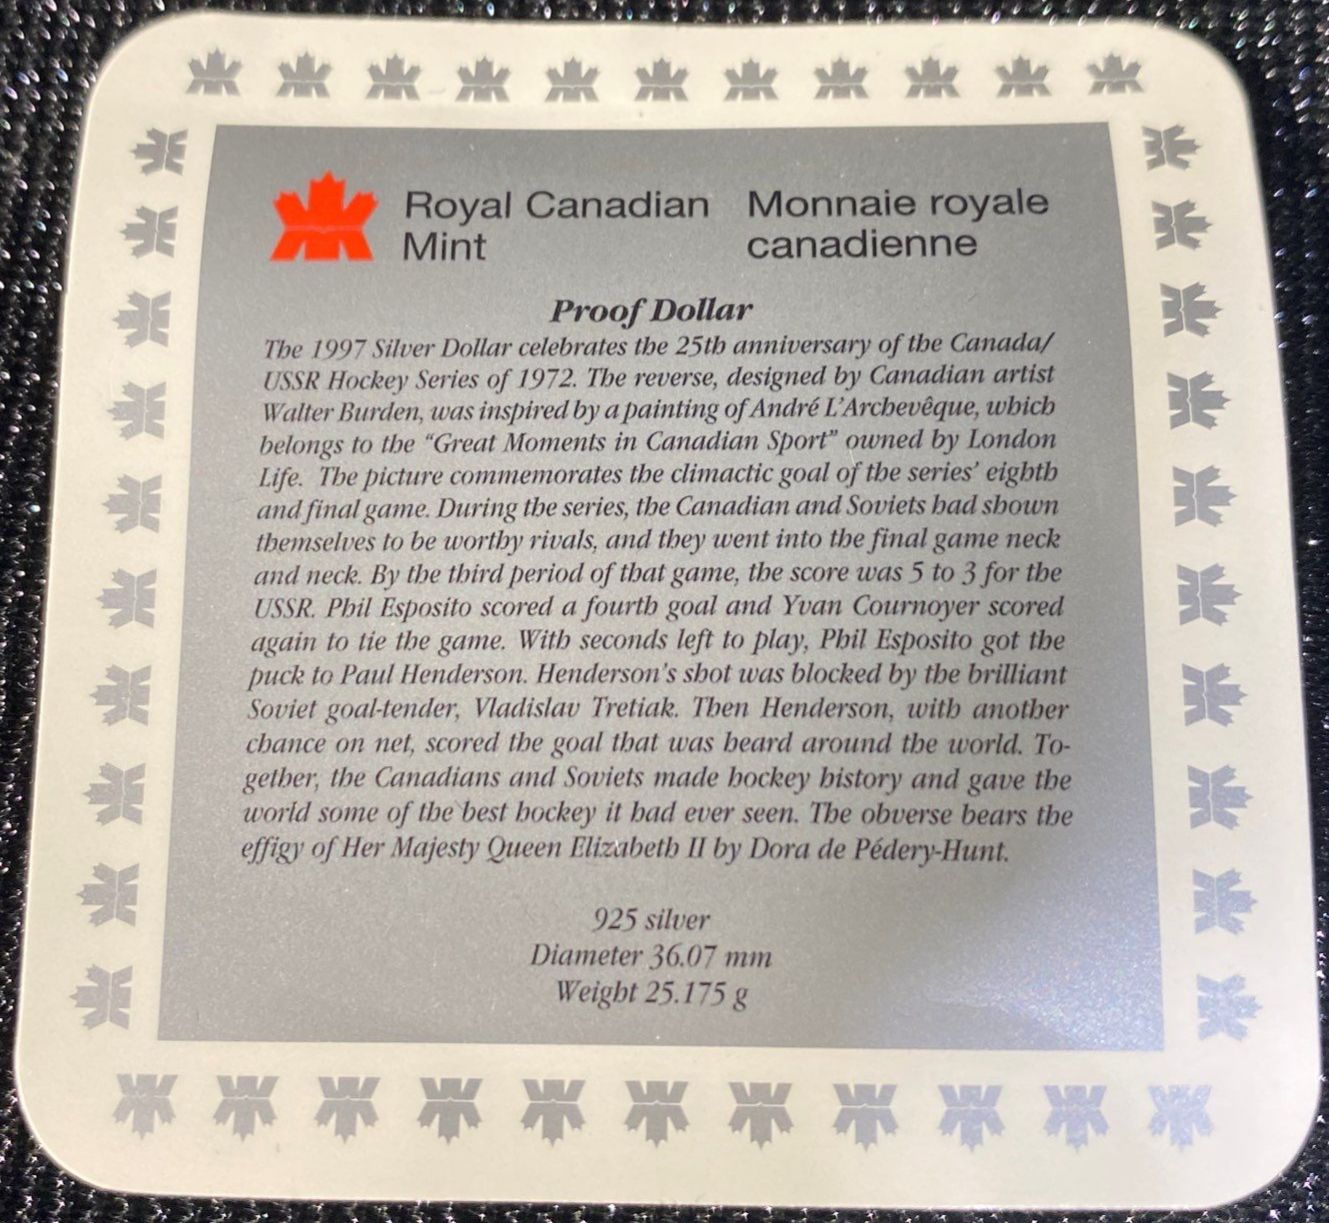 Royal Canadian Mint
Monnaie royale canadienne
Proof Dollar
The 1997 Silver Dollar celebrates the 25th anniversary of the Canada/
USSR Hockey Series of 1972. The reverse, designed by Canadian artist
Walter Burden, was inspired by a painting of André L'Archevêque, which
belongs to the "Great Moments in Canadian Sport" owned by London
Life. The picture commemorates the climactic goal of the series' eighth
and final game. During the series, the Canadian and Soviets had shown
themselves to be worthy rivals, and they went into the final game neck
and neck. By the third period of that game, the score was 5 to 3 for the
USSR. Phil Esposito scored a fourth goal and Yvan Cournoyer scored
again to tie the game. With seconds left to play, Phil Esposito got the
puck to Paul Henderson. Henderson's shot was blocked by the brilliant
Soviet goal-tender, Vladislav Tretiak. Then Henderson, with another
chance on net, scored the goal that was heard around the world. To-
gether, the Canadians and Soviets made hockey history and gave the
world some of the best hockey it had ever seen. The obverse bears the
effigy of Her Majesty Queen Elizabeth II by Dora de Pédery-Hunt.
925 silver
Diameter 36.07 mm
Weight 25.175 g